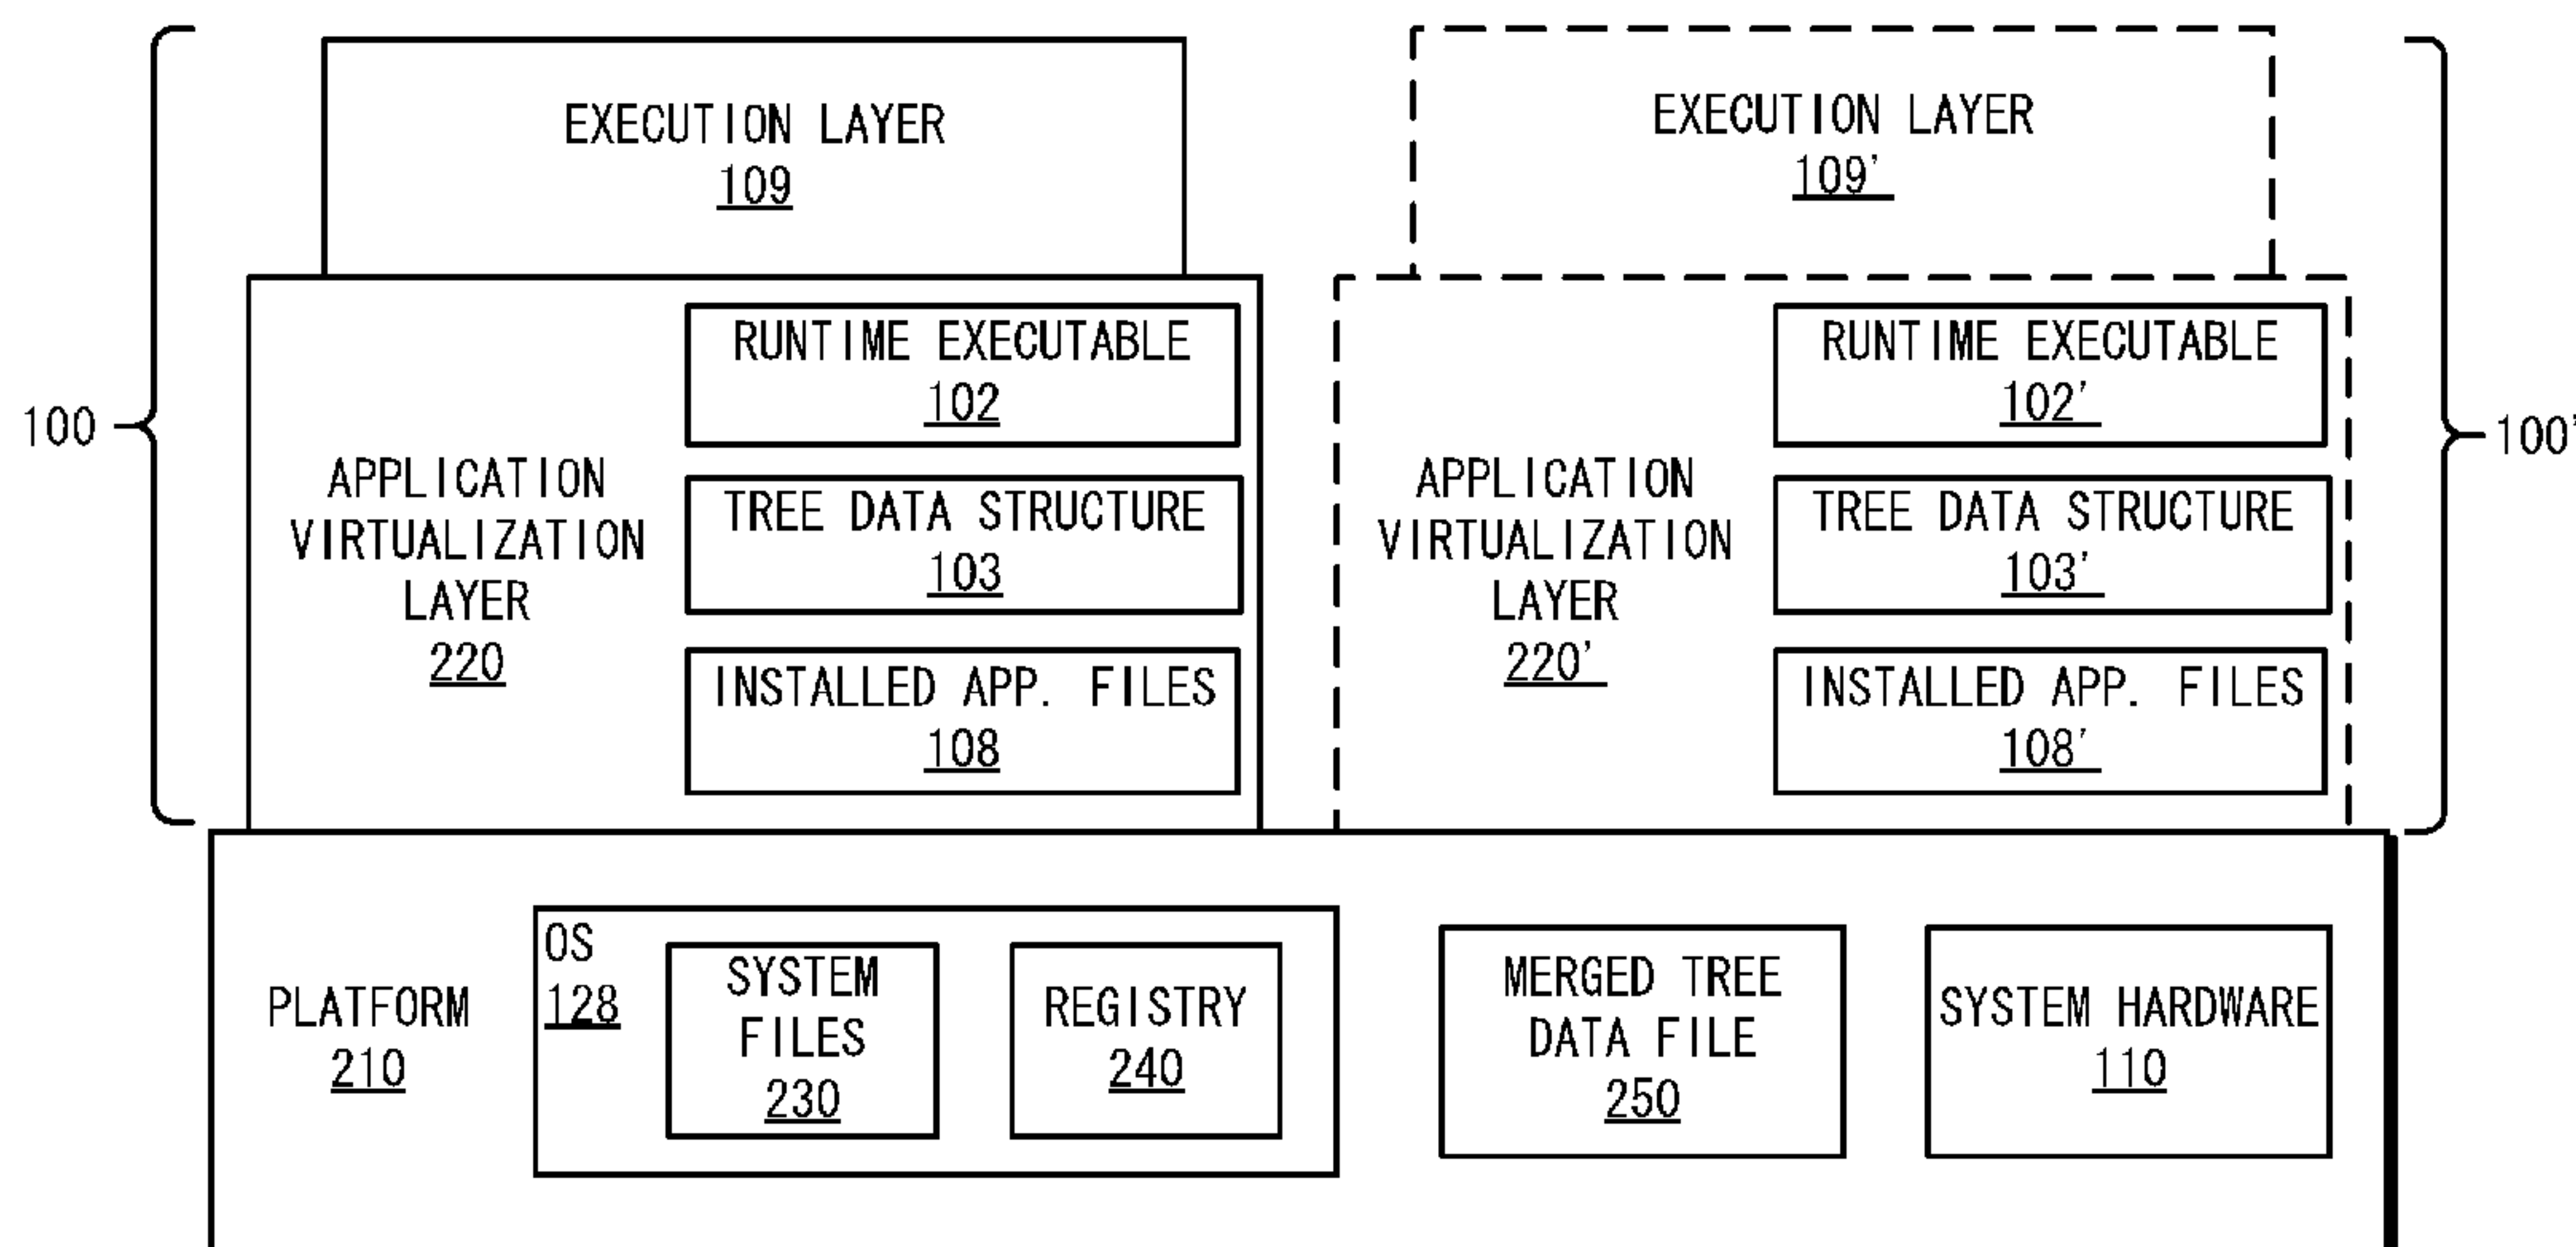 EXECUTION LAYER
109
EXECUTION LAYER
109'
100
APPLICATION
VIRTUALIZATION
LAYER
220
RUNTIME EXECUTABLE
102
TREE DATA STRUCTURE
103
INSTALLED APP. FILES
108
APPLICATION
VIRTUALIZATION
LAYER
220'
RUNTIME EXECUTABLE
102'
TREE DATA STRUCTURE
103'
INSTALLED APP. FILES
108'
100'
PLATFORM
210
OS
128
SYSTEM
FILES
230
REGISTRY
240
MERGED TREE
DATA FILE
250
SYSTEM HARDWARE
110